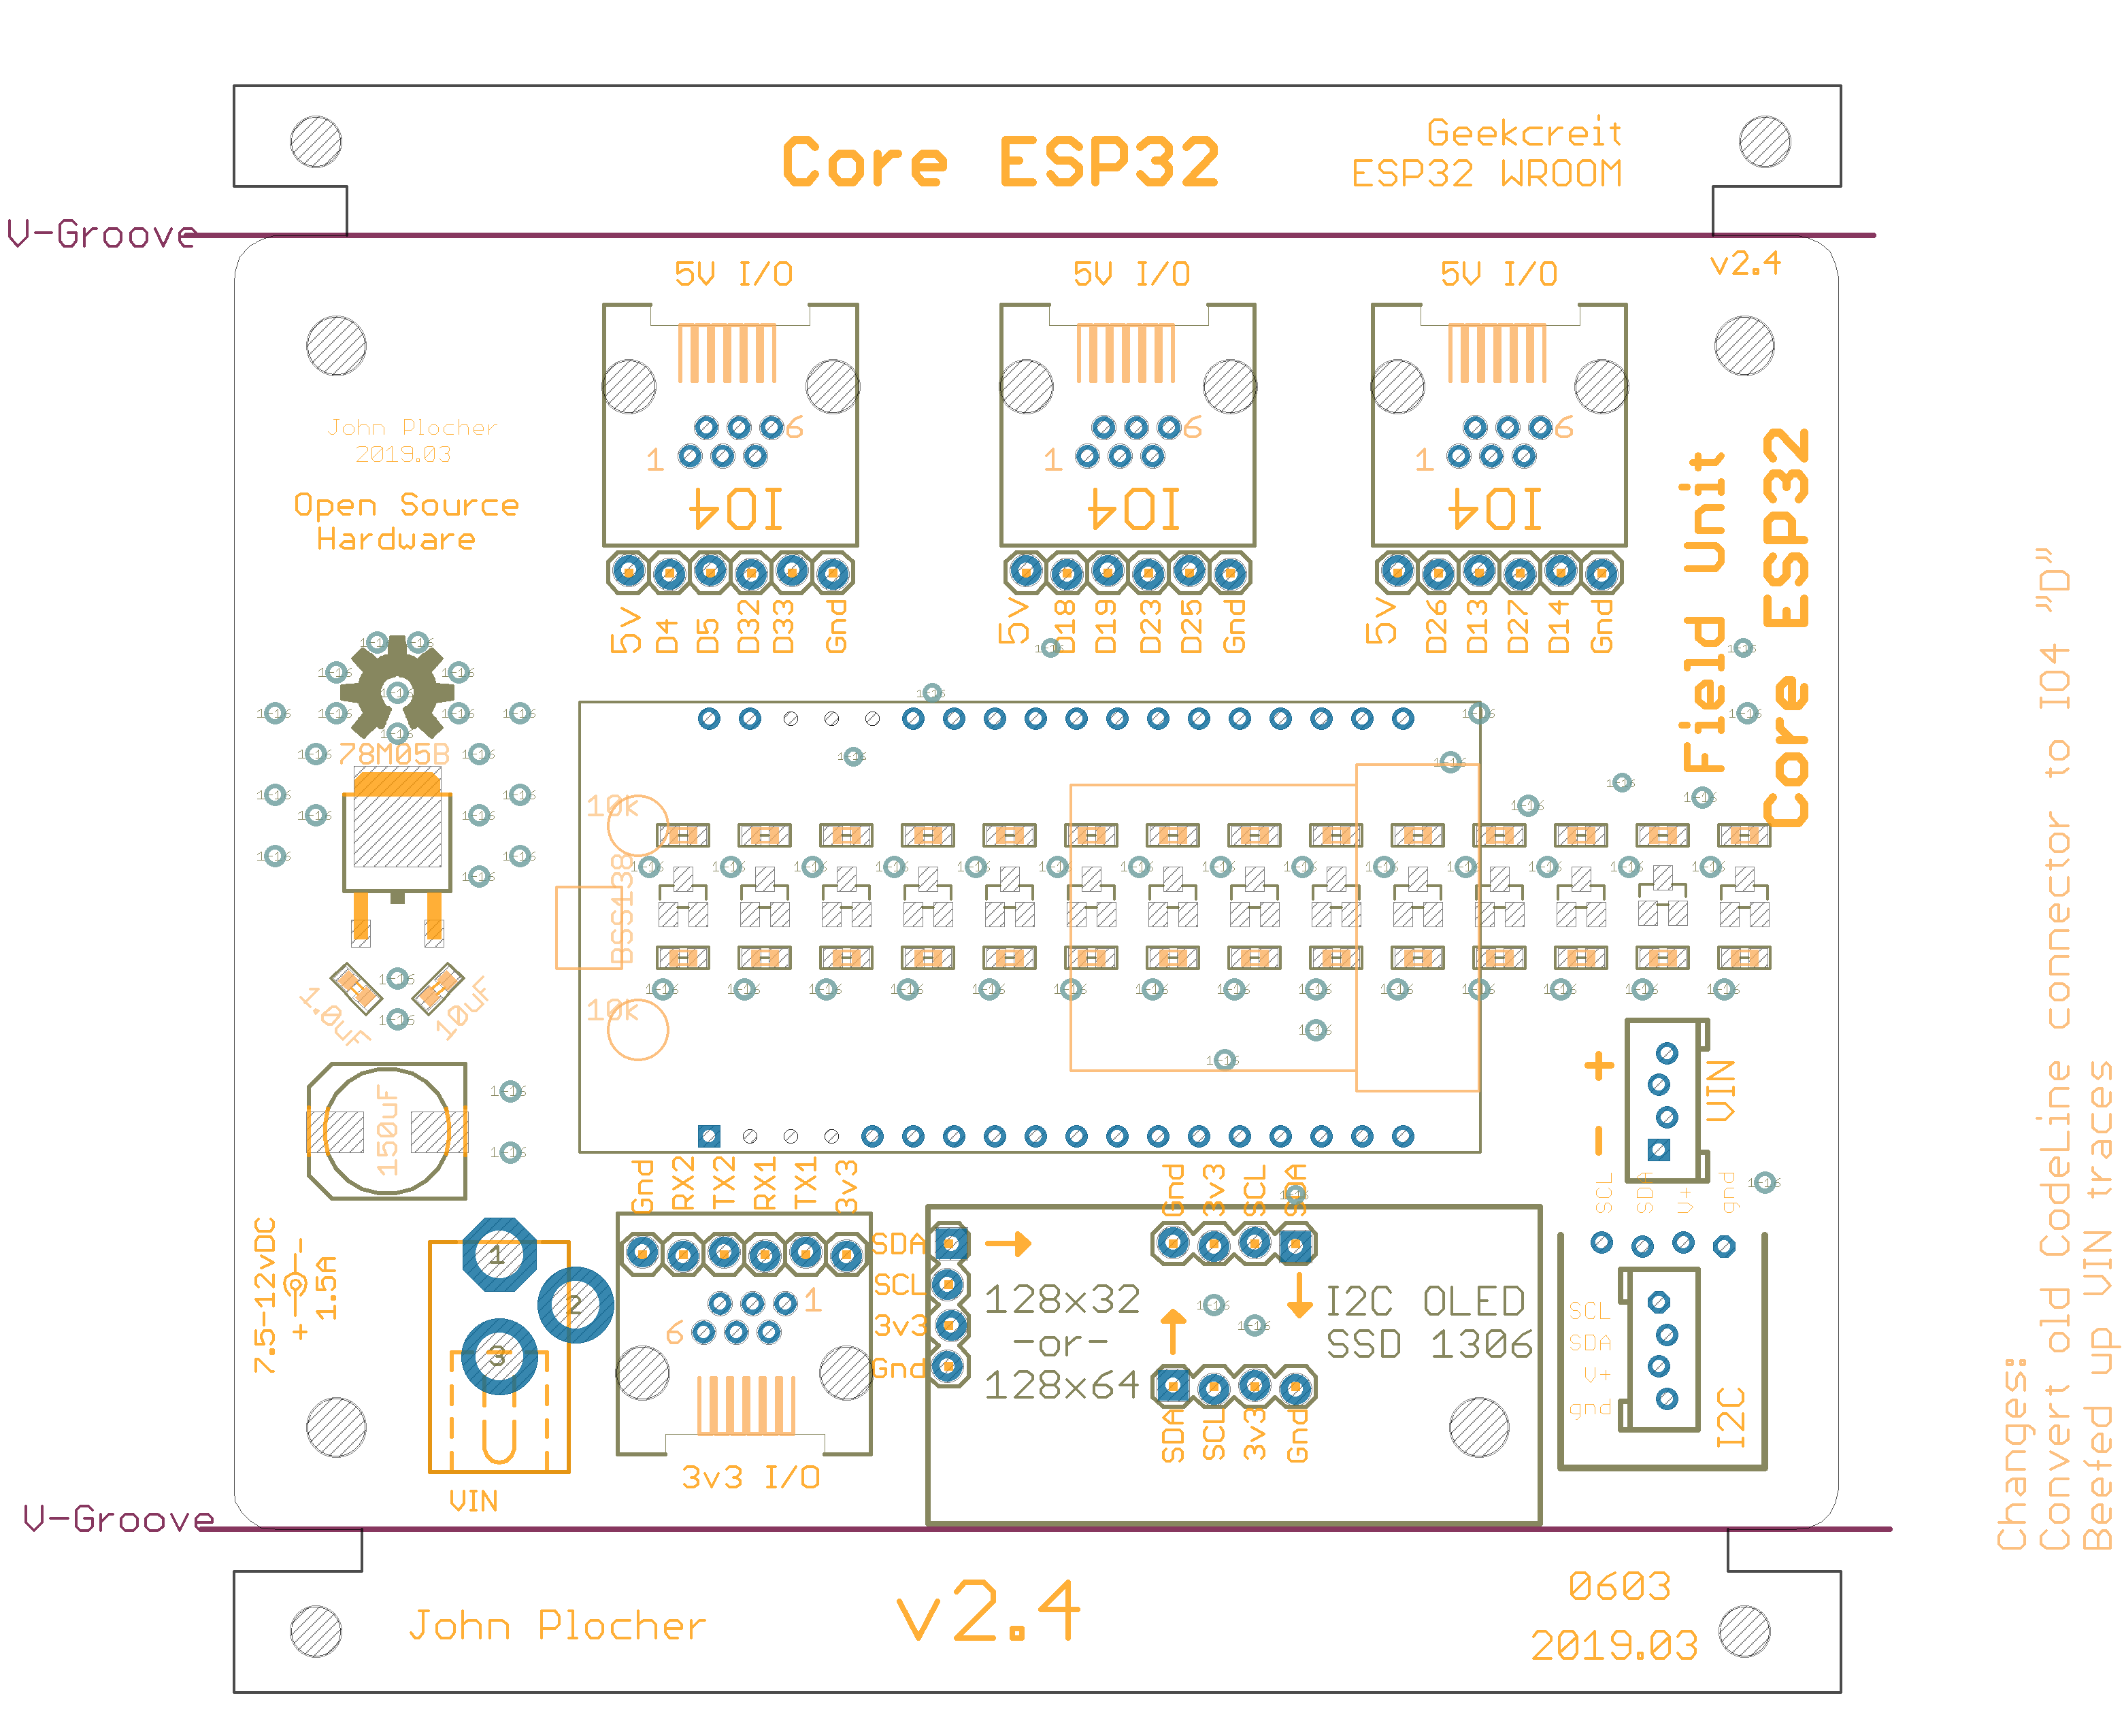 Core ESP32
Geekcreit
ESP32 WROOM
V-Groove
v2.4
5V I/O
5V I/O
5V I/O
John Plocher
2019.03
Open Source
Hardware
1
6
IO4
1
6
IO4
1
6
IO4
5v
D4
D5
D32
D33
Gnd
5v
D18
D19
D23
D25
Gnd
5v
D26
D13
D27
D14
Gnd
Field Unit
Core ESP32
78M05B
10k
BSS138
10k
1.0uF
10uF
150uF
+
-
VIN
SCL
SDA
V+
gnd
Gnd
RX2
TX2
RX1
TX1
3v3
Gnd
3v3
SCL
SDA
7.5-12vDC
+ -
1.5A
1
2
3
VIN
1
6
3v3 I/O
SDA
SCL
3v3
Gnd
128x32
-or-
128x64
I2C OLED
SSD 1306
SDA
SCL
3v3
Gnd
SCL
SDA
V+
gnd
I2C
V-Groove
John Plocher
v2.4
0603
2019.03
Changes:
Convert old CodeLine connector to IO4 "D"
Beefed up VIN traces